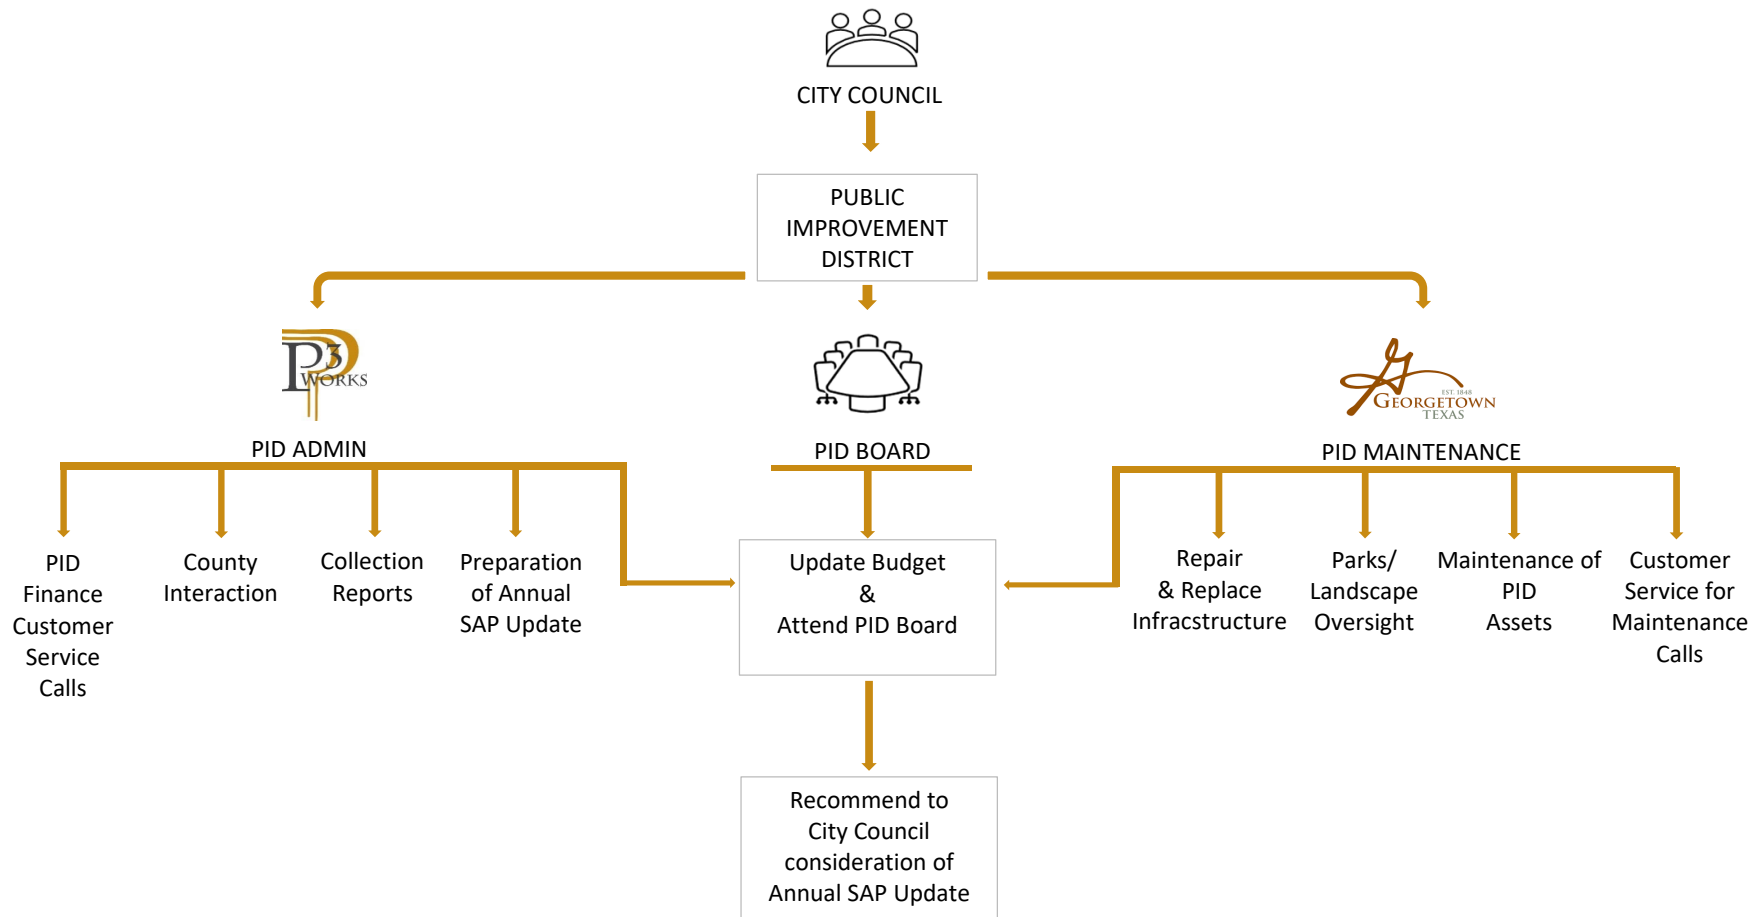 CITY COUNCIL
PUBLIC
IMPROVEMENT
DISTRICT
P3
WORKS
EST. 1848
GEORGETOWN
TEXAS
PID ADMIN
PID BOARD
PID MAINTENANCE
PID
Finance
Customer
Service
Calls
County
Interaction
Collection
Reports
Preparation
of Annual
SAP Update
Update Budget
&
Attend PID Board
Repair
& Replace
Infracstructure
Parks/
Landscape
Oversight
Maintenance of
PID
Assets
Customer
Service for
Maintenance
Calls
Recommend to
City Council
consideration of
Annual SAP Update